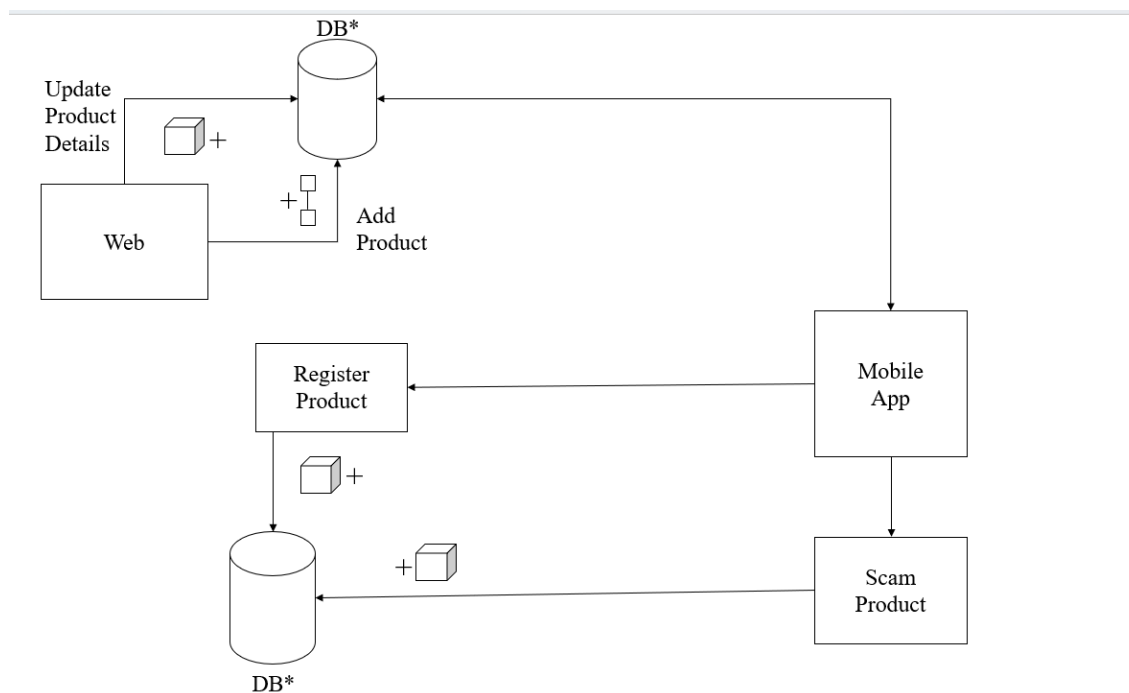 DB*
Update
Product
Details
+
+
Web
Add
Product
Register
Product
Mobile
App
+
+
Scam
Product
DB*